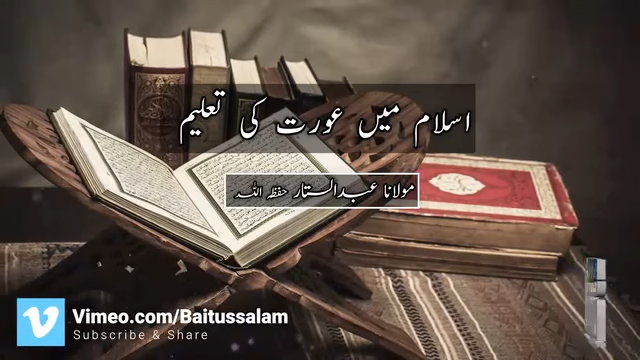 اسلام میں عورت کی تعلیم
مولانا عبدالستار حفظہ اللہ
Vimeo.com/Baitussalam
Subscribe & Share